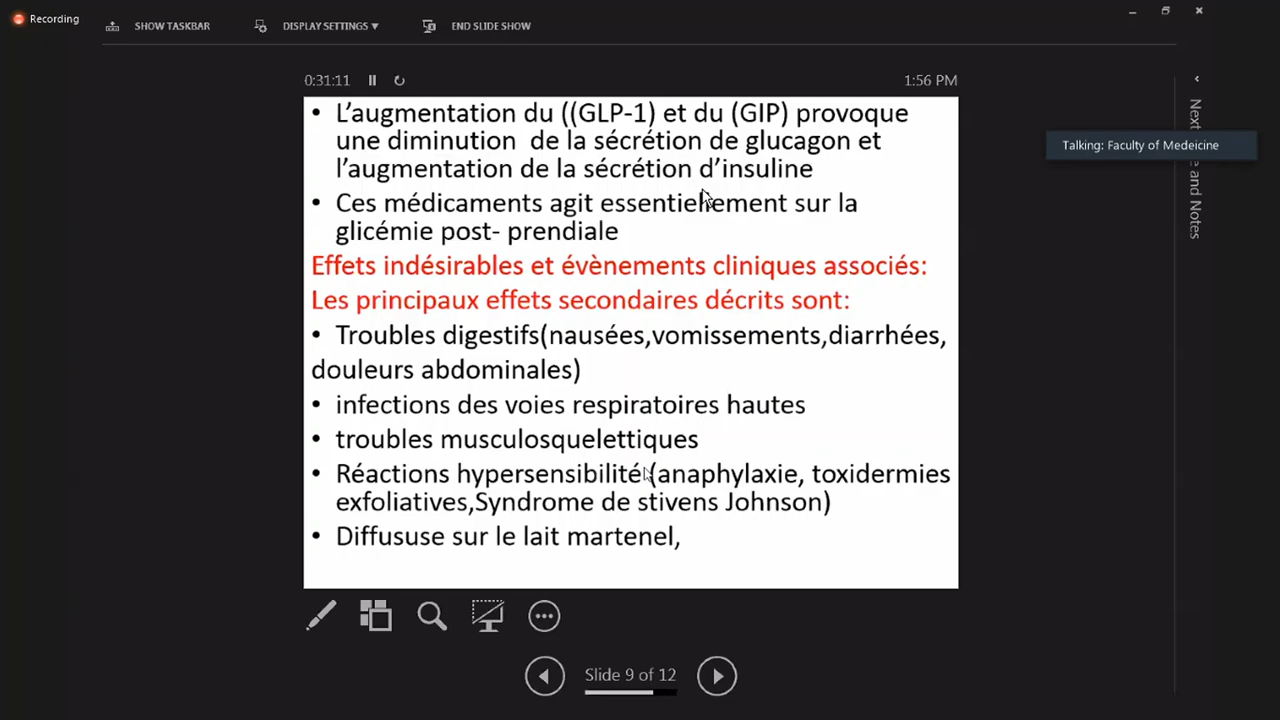 Recording
SHOW TASKBAR
DISPLAY SETTINGS
END SLIDE SHOW
0:31:11
1:56 PM
• L'augmentation du ((GLP-1) et du (GIP) provoque
une diminution de la sécrétion de glucagon et
l'augmentation de la sécrétion d'insuline
• Ces médicaments agit essentiellement sur la
glicémie post- prendiale
Effets indésirables et évènements cliniques associés:
Les principaux effets secondaires décrits sont:
• Troubles digestifs(nausées,vomissements,diarrhées,
douleurs abdominales)
• infections des voies respiratoires hautes
• troubles musculosquelettiques
• Réactions hypersensibilité (anaphylaxie, toxidermies
exfoliatives,Syndrome de stivens Johnson)
• Diffususe sur le lait martenel,
Slide 9 of 12
Talking: Faculty of Medeicine
Next and Notes